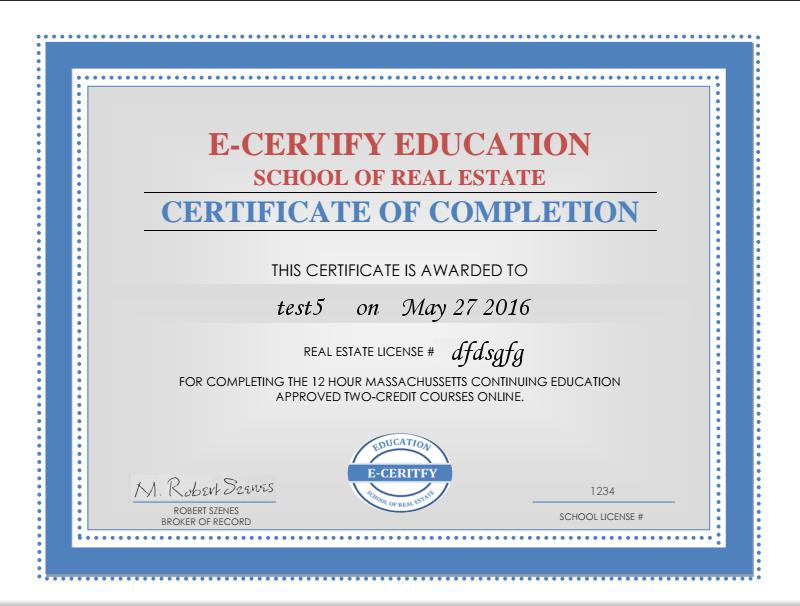 E-CERTIFY EDUCATION
SCHOOL OF REAL ESTATE
CERTIFICATE OF COMPLETION
THIS CERTIFICATE IS AWARDED TO
test5 on May 27 2016
REAL ESTATE LICENSE # dfdsgfg
FOR COMPLETING THE 12 HOUR MASSACHUSSETTS CONTINUING EDUCATION
APPROVED TWO-CREDIT COURSES ONLINE.
M. Robert Szenes
ROBERT SZENES
BROKER OF RECORD
EDUCATION
E-CERITFY
SCHOOL OF REAL ESTATE
1234
SCHOOL LICENSE #